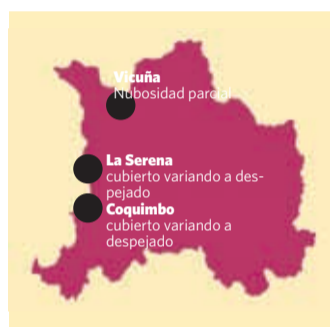 Vicuña
Nubosidad parcial
La Serena
cubierto variando a des-
pejado
Coquimbo
cubierto variando a
despejado